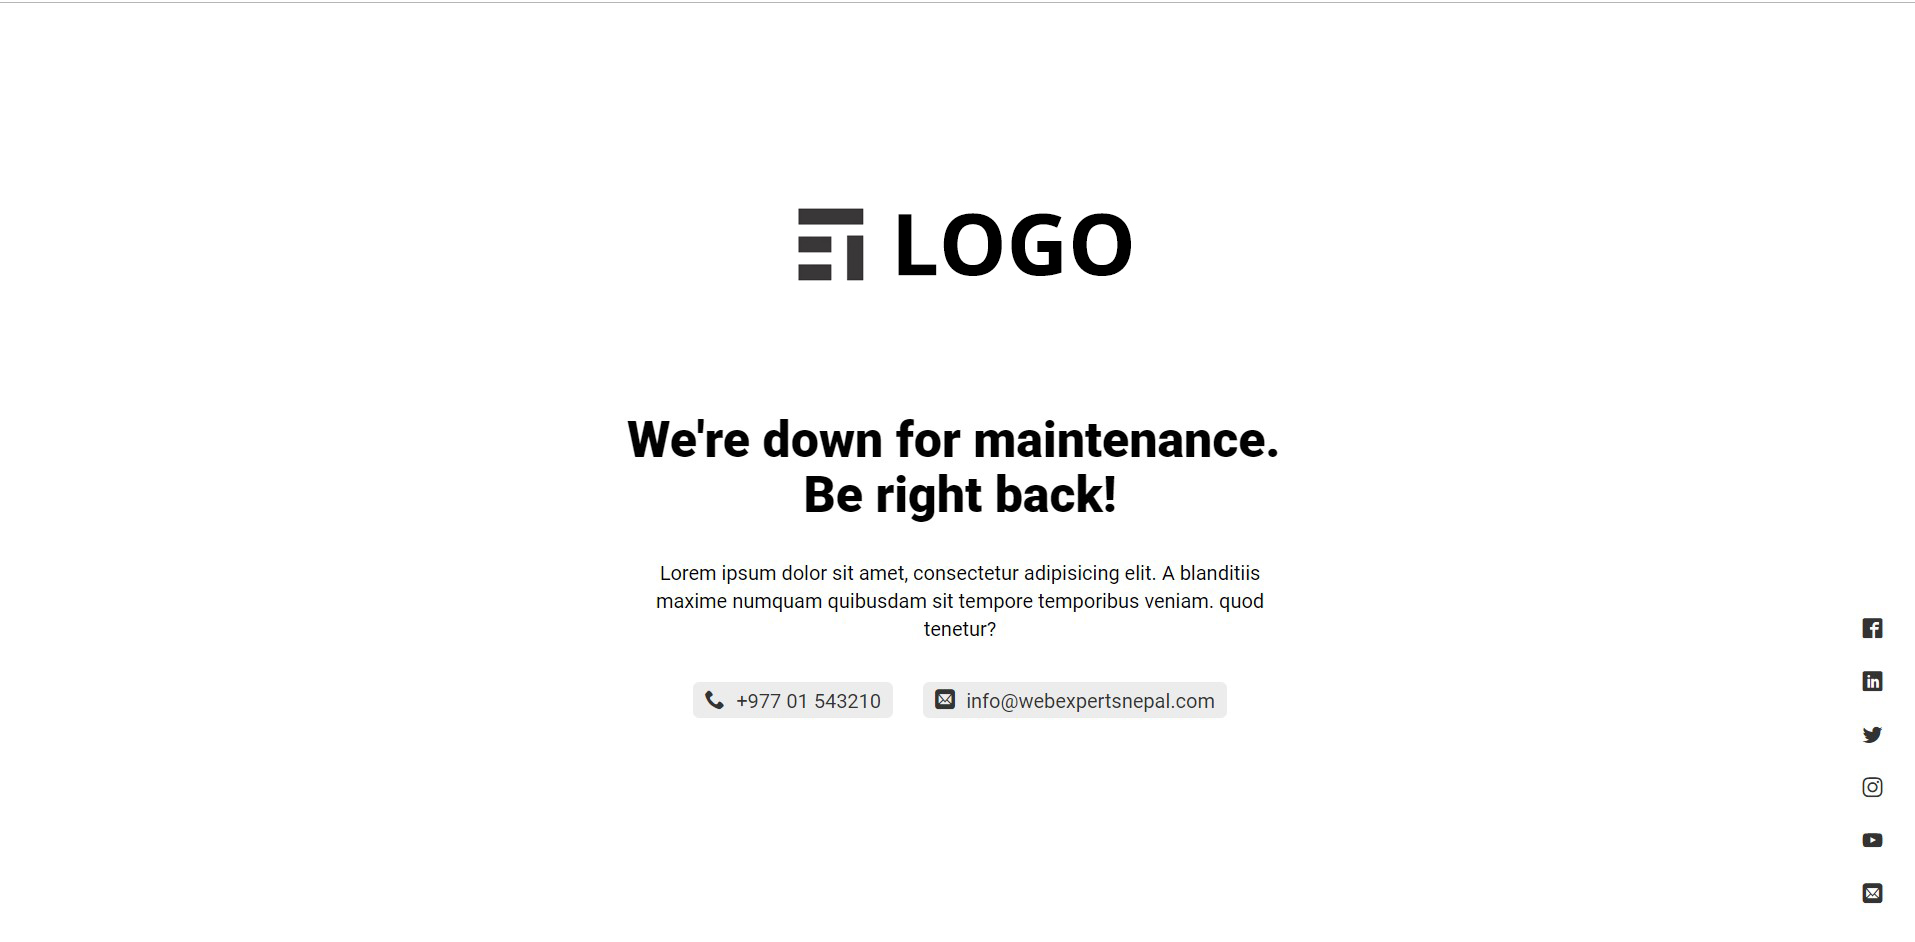 LOGO
We're down for maintenance.
Be right back!
Lorem ipsum dolor sit amet, consectetur adipisicing elit. A blanditiis
maxime numquam quibusdam sit tempore temporibus veniam. quod
tenetur?
+977 01 543210
info@webexpertsnepal.com